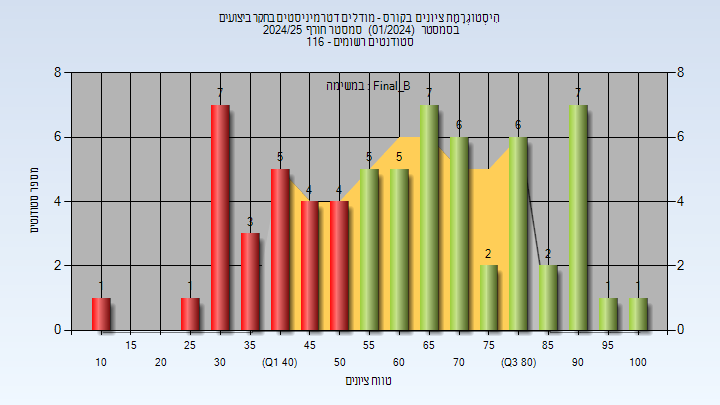 היסטוגרמת ציונים בקורס - מודלים דטרמיניסטים בחקר ביצועים
בסמסטר (01/2024) סמסטר חורף 2024/25
סטודנטים רשומים - 116
במשימה : Final_B
מספר סטודנטים
8 8
6 6
4 4
2 2
0 0
1 1 7 3 5 4 4 5 5 7 6 2 6 2 7 1 1
15 25 35 45 55 65 75 85 95
10 20 30 (Q1 40) 50 60 70 (Q3 80) 90 100
טווח ציונים